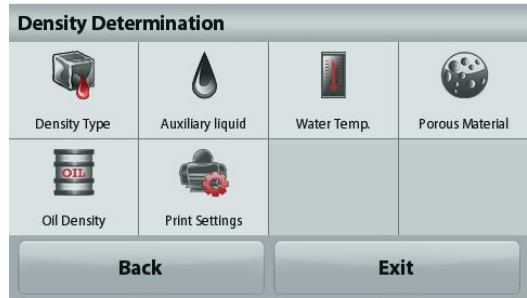 Density Determination
Density Type
Auxiliary liquid
Water Temp.
Porous Material
OIL
Oil Density
Print Settings
Back
Exit